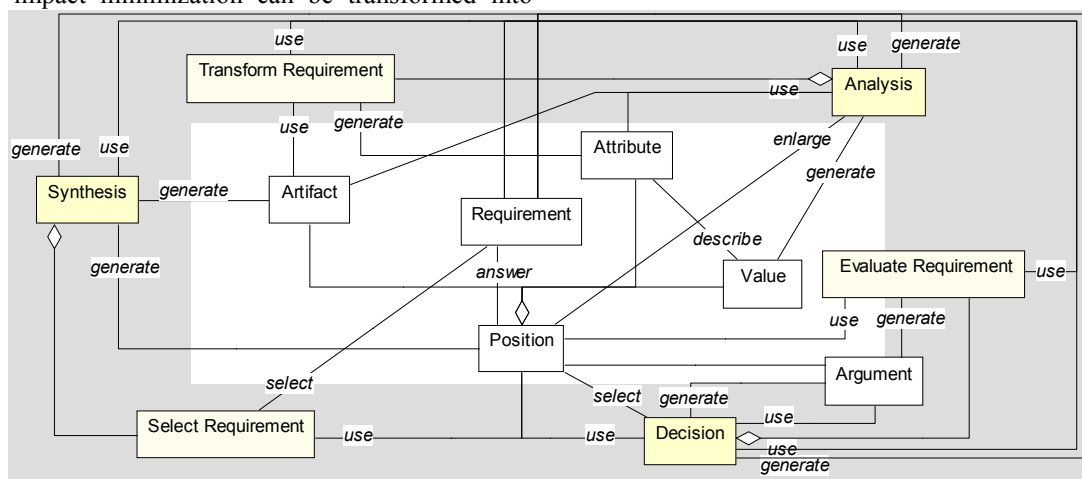 impact minimization can be transformed into
use
use
generate
Transform Requirement
Analysis
use
use
generate
Attribute
enlarge
generate
use
Synthesis
generate
Artifact
generate
Requirement
describe
generate
answer
Value
Evaluate Requirement
use
use
generate
Position
Argument
select
select
generate
Select Requirement
use
use
Decision
use
use
generate